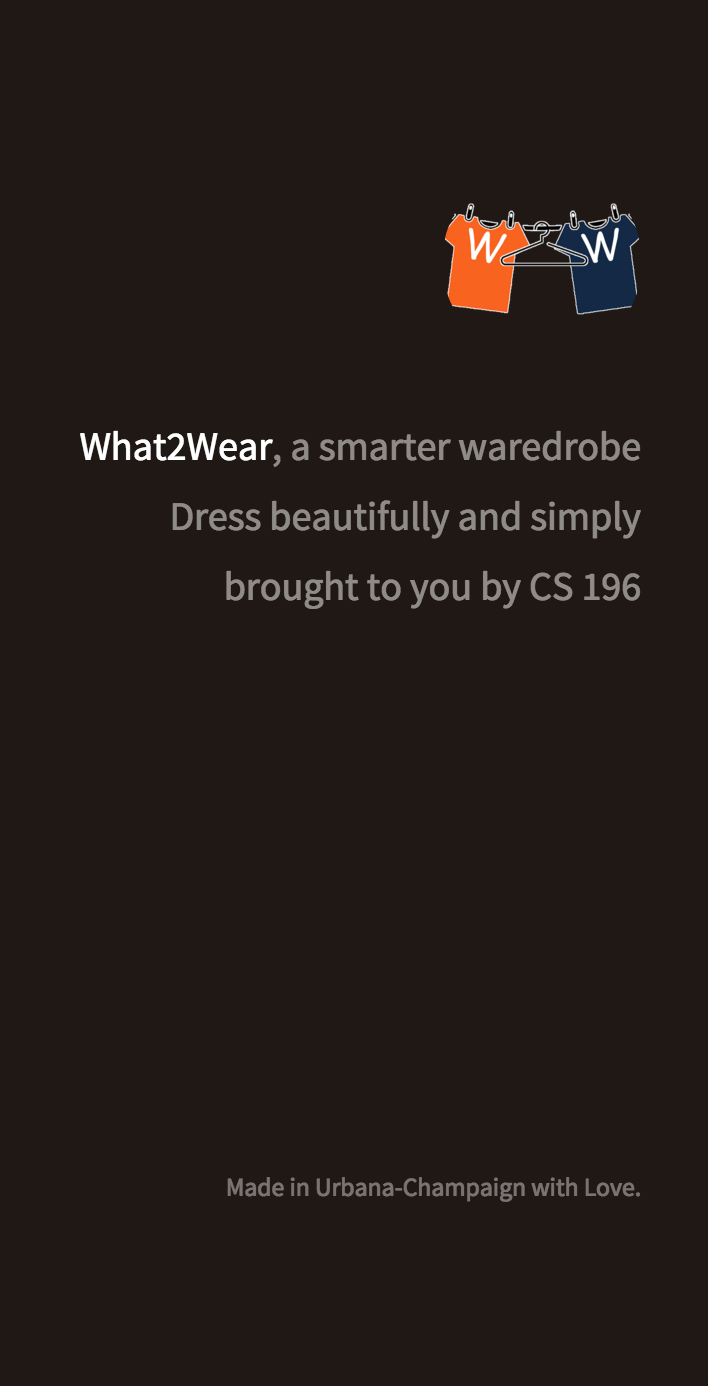 W W
What2Wear, a smarter waredrobe
Dress beautifully and simply
brought to you by CS 196
Made in Urbana-Champaign with Love.